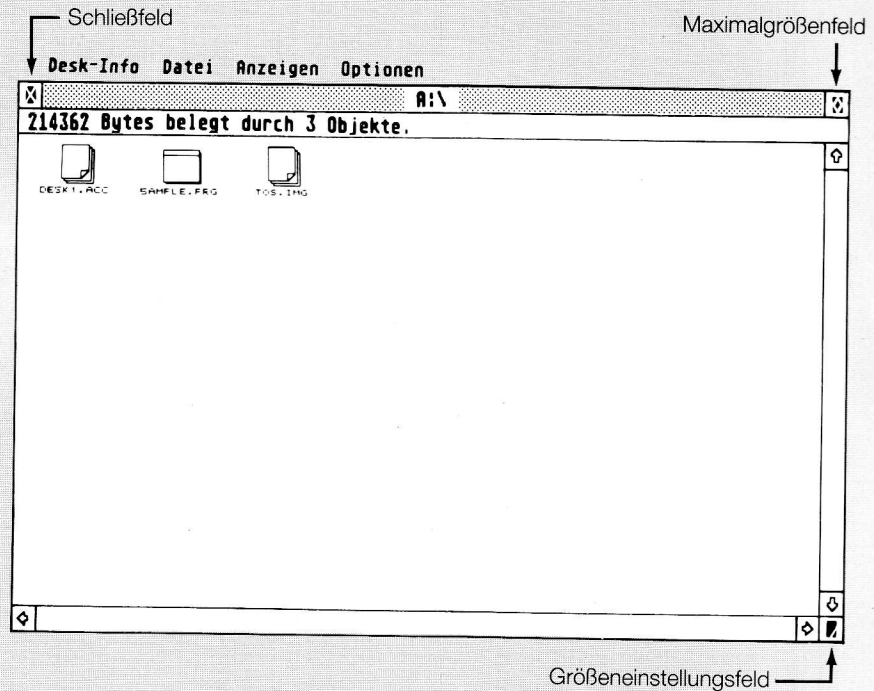 Schließfeld
Maximalgrößenfeld
Desk-Info Datei Anzeigen Optionen
A:\
214362 Bytes belegt durch 3 Objekte.
DESK1.ACC SAMPLE.PRG TOS.IMG
Größeneinstellungsfeld